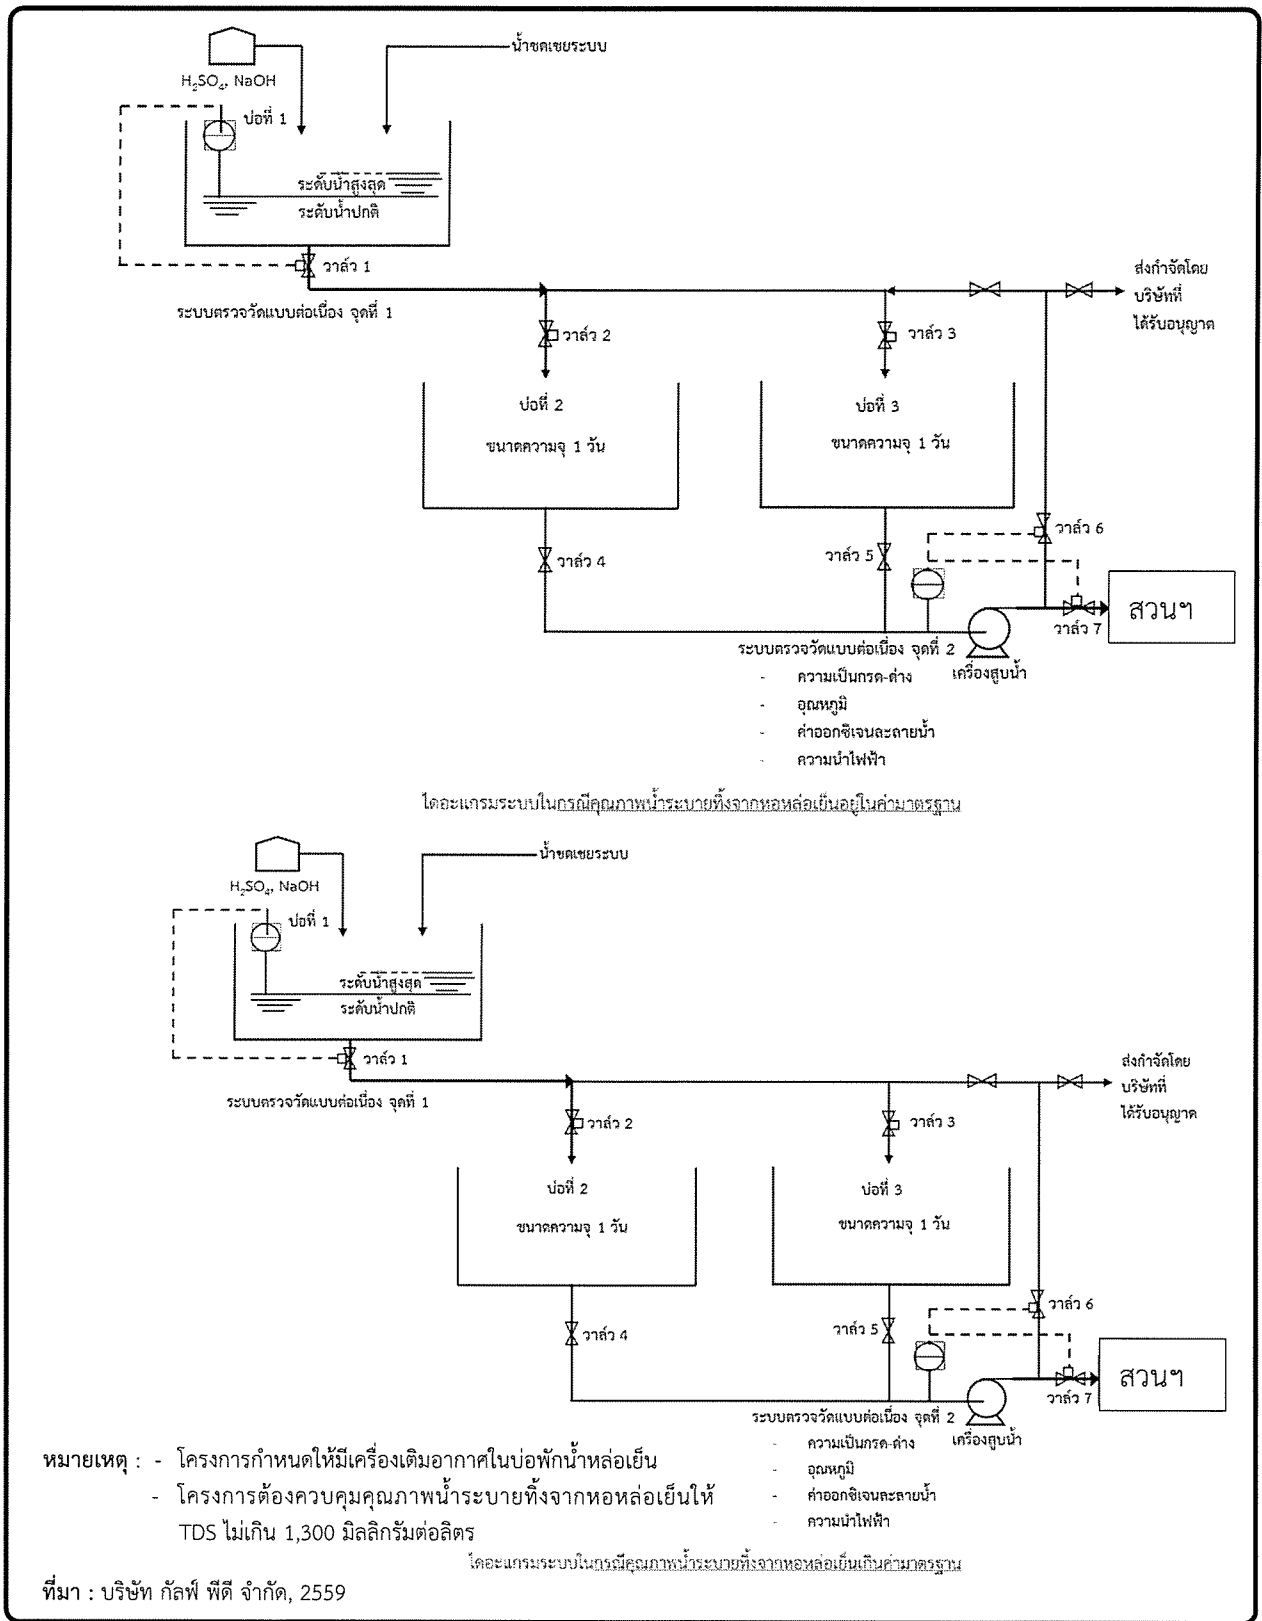 น้ำชดเชยระบบ
H₂SO₄, NaOH
บ่อที่ 1
ระดับน้ำสูงสุด
ระดับน้ำปกติ
วาล์ว 1
ระบบตรวจวัดแบบต่อเนื่อง จุดที่ 1
ส่งกำจัดโดย
บริษัทที่
ได้รับอนุญาต
วาล์ว 2
วาล์ว 3
บ่อที่ 2
ขนาดความจุ 1 วัน
บ่อที่ 3
ขนาดความจุ 1 วัน
วาล์ว 4
วาล์ว 5
วาล์ว 6
สวนฯ
วาล์ว 7
ระบบตรวจวัดแบบต่อเนื่อง จุดที่ 2
เครื่องสูบน้ำ
- ความเป็นกรด-ด่าง
- อุณหภูมิ
- ค่าออกซิเจนละลายน้ำ
- ความนำไฟฟ้า
ไดอะแกรมระบบในกรณีคุณภาพน้ำระบายทิ้งจากหอหล่อเย็นอยู่ในค่ามาตรฐาน
น้ำชดเชยระบบ
H₂SO₄, NaOH
บ่อที่ 1
ระดับน้ำสูงสุด
ระดับน้ำปกติ
วาล์ว 1
ระบบตรวจวัดแบบต่อเนื่อง จุดที่ 1
ส่งกำจัดโดย
บริษัทที่
ได้รับอนุญาต
วาล์ว 2
วาล์ว 3
บ่อที่ 2
ขนาดความจุ 1 วัน
บ่อที่ 3
ขนาดความจุ 1 วัน
วาล์ว 4
วาล์ว 5
วาล์ว 6
สวนฯ
วาล์ว 7
ระบบตรวจวัดแบบต่อเนื่อง จุดที่ 2
เครื่องสูบน้ำ
- ความเป็นกรด-ด่าง
- อุณหภูมิ
- ค่าออกซิเจนละลายน้ำ
- ความนำไฟฟ้า
หมายเหตุ : - โครงการกำหนดให้มีเครื่องเติมอากาศในบ่อพักน้ำหล่อเย็น
- โครงการต้องควบคุมคุณภาพน้ำระบายทิ้งจากหอหล่อเย็นให้
TDS ไม่เกิน 1,300 มิลลิกรัมต่อลิตร
ไดอะแกรมระบบในกรณีคุณภาพน้ำระบายทิ้งจากหอหล่อเย็นเกินค่ามาตรฐาน
ที่มา : บริษัท กัลฟ์ พีดี จำกัด, 2559